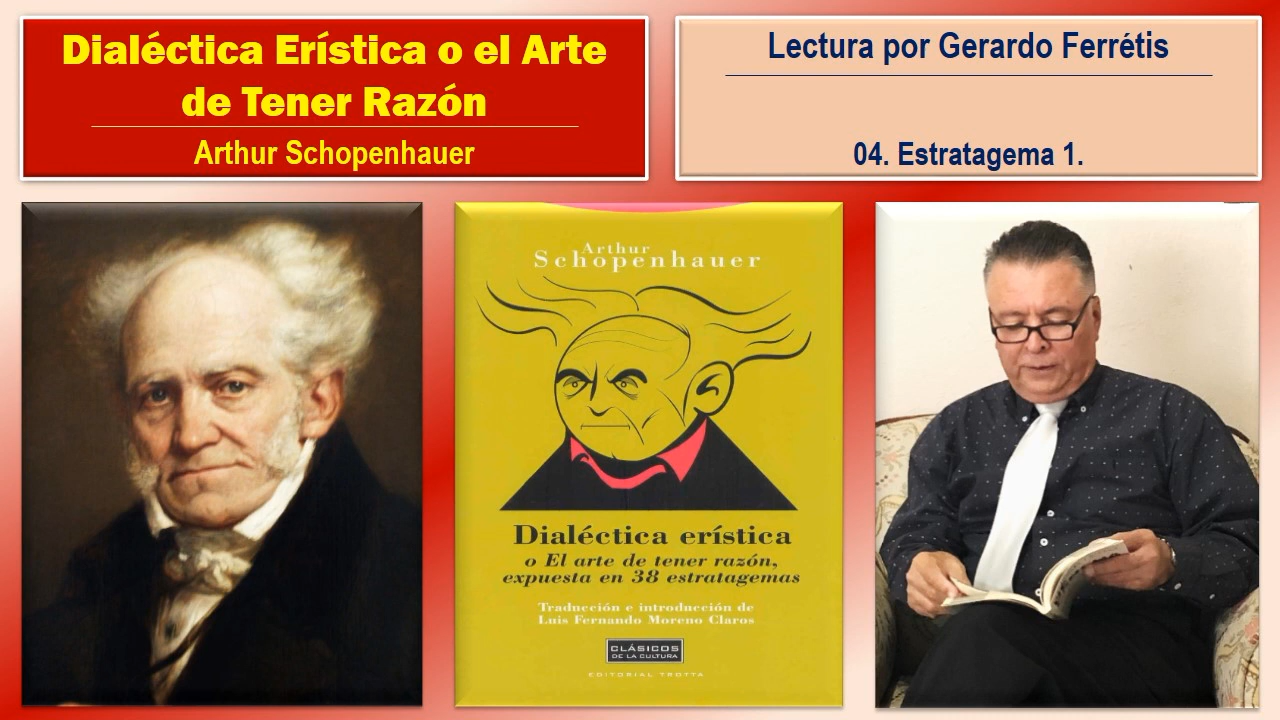 Dialéctica Erística o el Arte
de Tener Razón
Arthur Schopenhauer
Lectura por Gerardo Ferrétis
04. Estratagema 1.
Arthur
Schopenhauer
Dialéctica erística
o El arte de tener razón,
expuesta en 38 estratagemas
Traducción e introducción de
Luis Fernando Moreno Claros
CLÁSICOS
DE LA CULTURA
EDITORIAL TROTTA